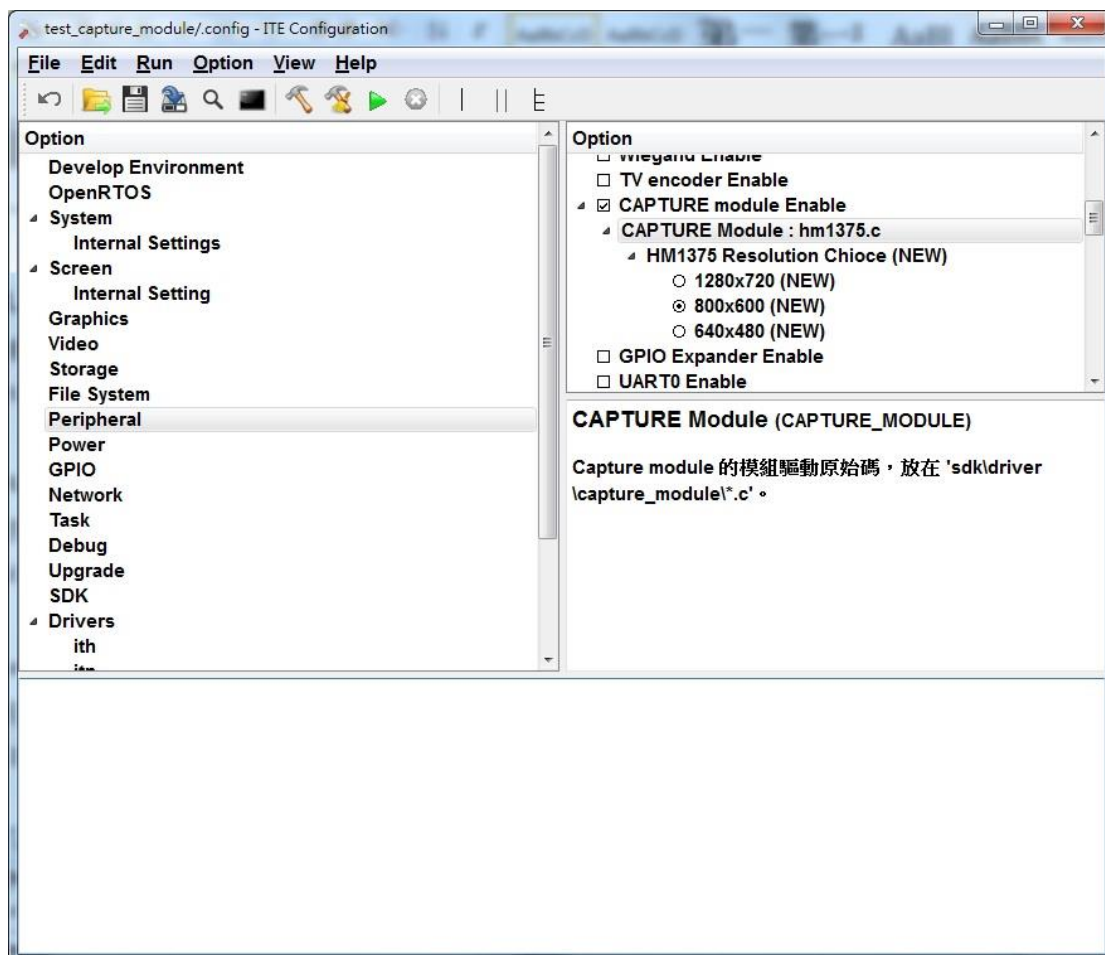 test_capture_module/.config - ITE Configuration
File Edit Run Option View Help
Option
Develop Environment
OpenRTOS
System
Internal Settings
Screen
Internal Setting
Graphics
Video
Storage
File System
Peripheral
Power
GPIO
Network
Task
Debug
Upgrade
SDK
Drivers
ith
itp
Option
Wiegand Enable
TV encoder Enable
CAPTURE module Enable
CAPTURE Module : hm1375.c
HM1375 Resolution Chioce (NEW)
1280x720 (NEW)
800x600 (NEW)
640x480 (NEW)
GPIO Expander Enable
UART0 Enable
CAPTURE Module (CAPTURE_MODULE)
Capture module 的模組驅動原始碼，放在 'sdk\driver
\capture_module\*.c'。